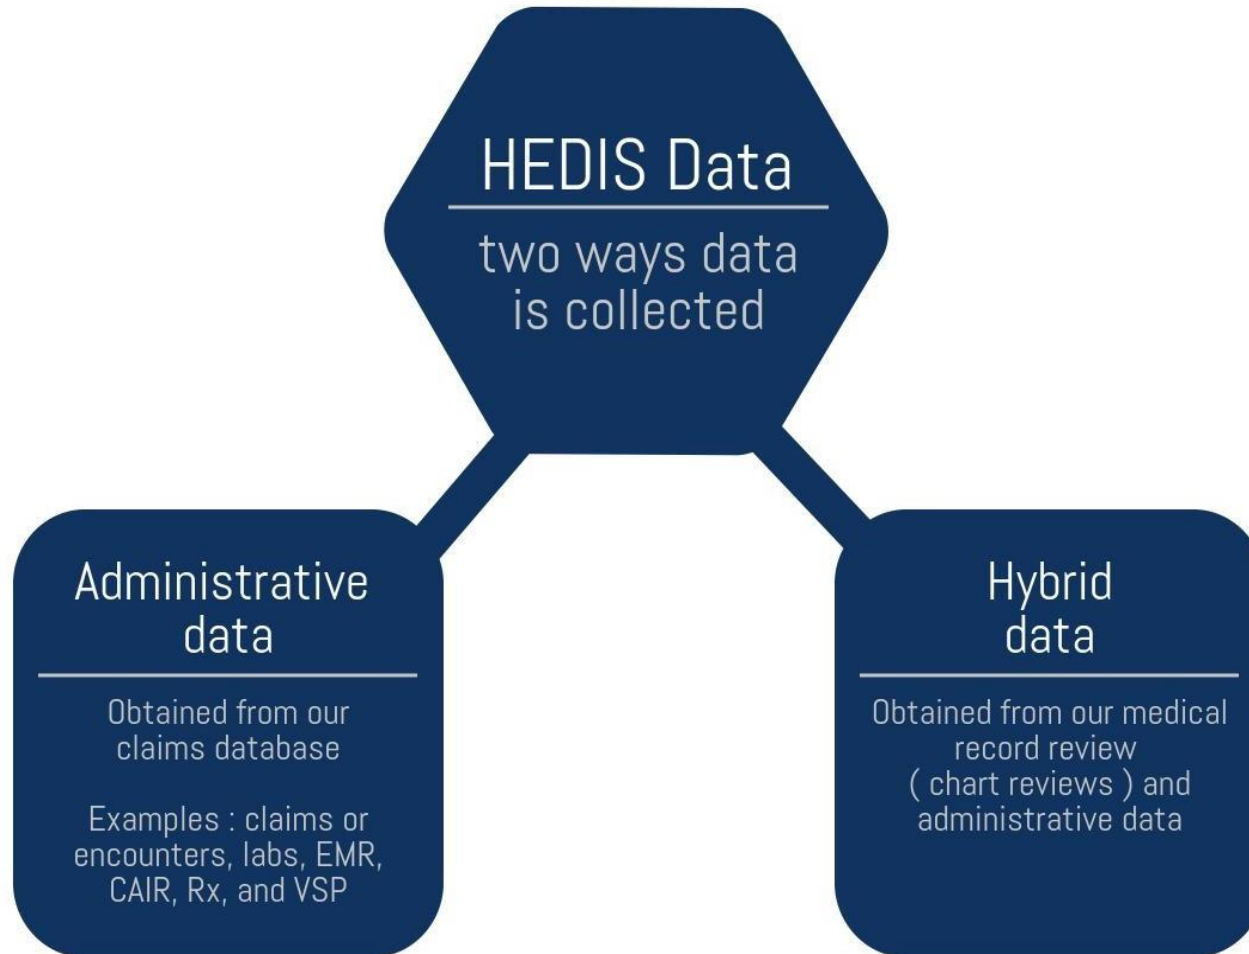 HEDIS Data
two ways data
is collected
Administrative
data
Obtained from our
claims database
Examples : claims or
encounters, labs, EMR,
CAIR, Rx, and VSP
Hybrid
data
Obtained from our medical
record review
( chart reviews ) and
administrative data